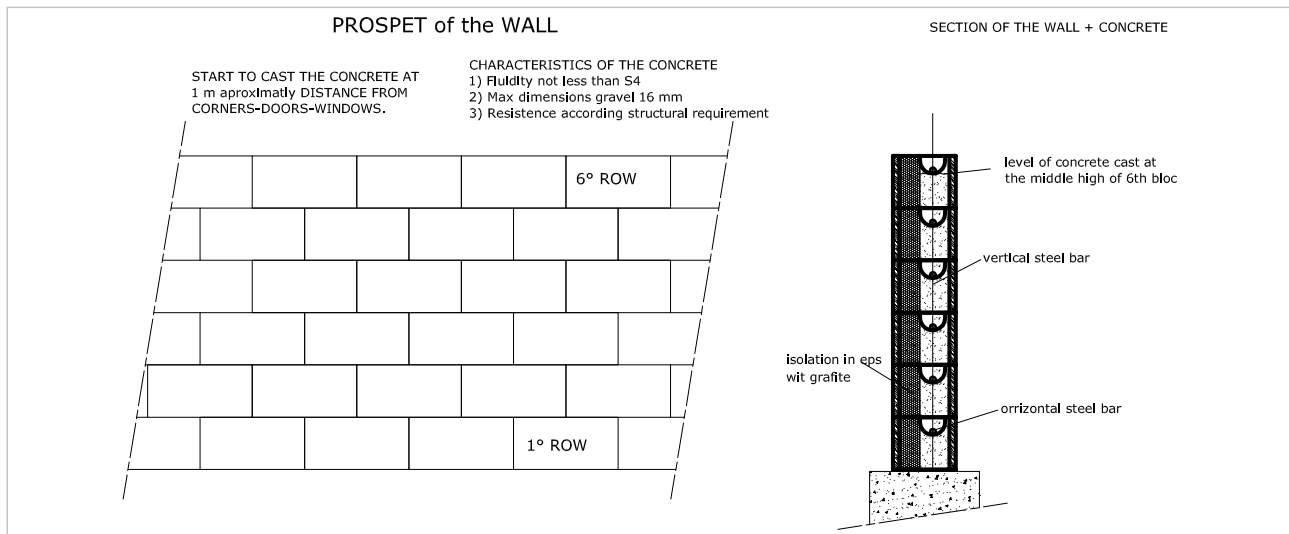 PROSPET of the WALL
SECTION OF THE WALL + CONCRETE
START TO CAST THE CONCRETE AT
1 m aproximatly DISTANCE FROM
CORNERS-DOORS-WINDOWS.
CHARACTERISTICS OF THE CONCRETE
1) Fluidity not less than S4
2) Max dimensions gravel 16 mm
3) Resistence according structural requirement
6° ROW
1° ROW
level of concrete cast at
the middle high of 6th bloc
vertical steel bar
isolation in eps
wit grafite
orrizontal steel bar